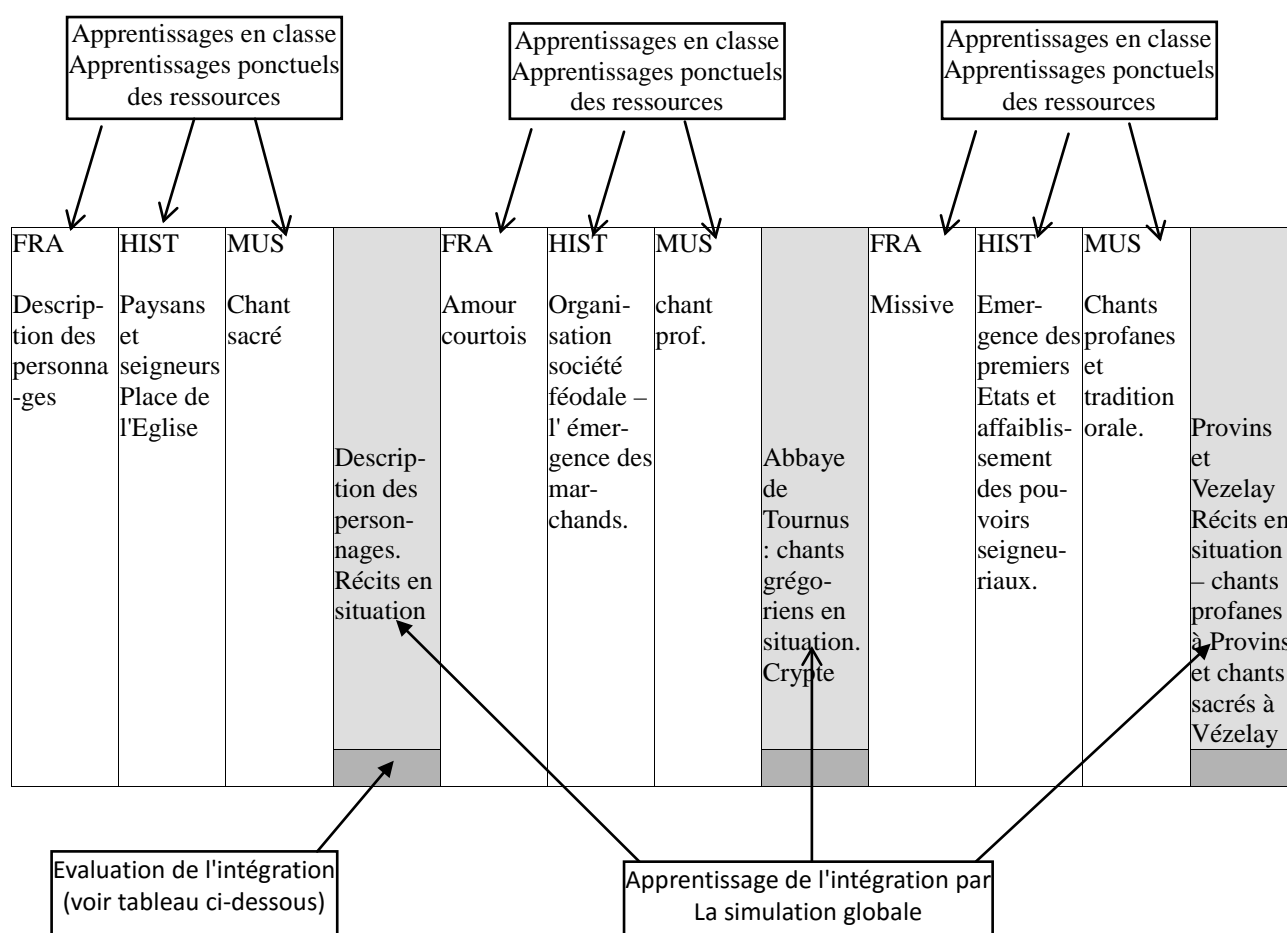 Apprentissages en classe
Apprentissages ponctuels
des ressources
Apprentissages en classe
Apprentissages ponctuels
des ressources
Apprentissages en classe
Apprentissages ponctuels
des ressources
FRA
Descrip-
tion des
personna
-ges
HIST
Paysans
et
seigneurs
Place de
l'Eglise
MUS
Chant
sacré
Descrip-
tion des
person-
nages.
Récits en
situation
FRA
Amour
courtois
HIST
Organi-
sation
société
féodale –
l' émer-
gence des
mar-
chands.
MUS
chant
prof.
Abbaye
de
Tournus
: chants
grégo-
riens en
situation.
Crypte
FRA
Missive
HIST
Emer-
gence des
premiers
Etats et
affaiblis-
sement
des pou-
voirs
seigneu-
riaux.
MUS
Chants
profanes
et
tradition
orale.
Provins
et
Vezelay
Récits en
situation
– chants
profanes
à Provins
et chants
sacrés à
Vézelay
Evaluation de l'intégration
(voir tableau ci-dessous)
Apprentissage de l'intégration par
La simulation globale